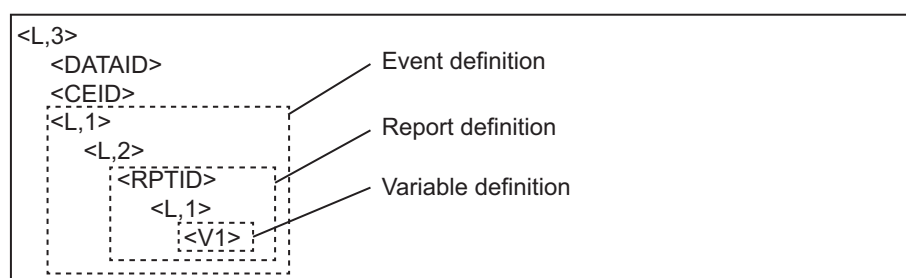 <L,3>
<DATAID>
<CEID>
<L,1>
<L,2>
<RPTID>
<L,1>
<V1>
Event definition
Report definition
Variable definition